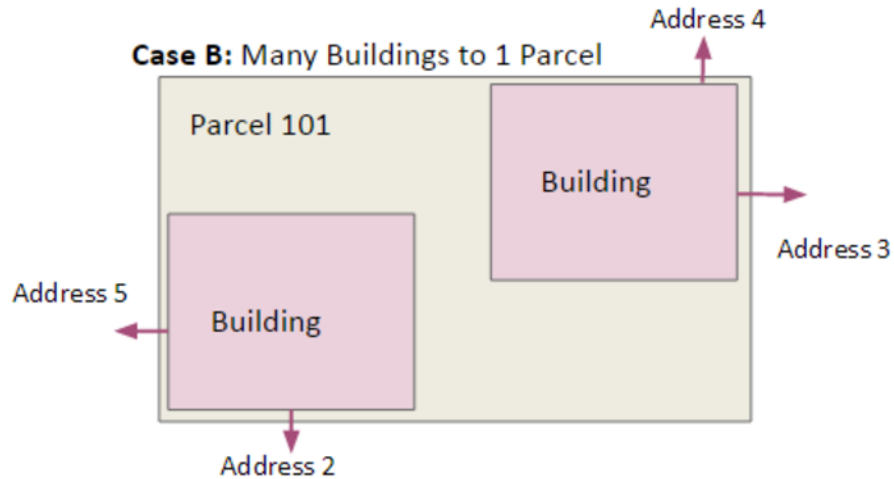 Address 4
Case B: Many Buildings to 1 Parcel
Parcel 101
Building
Address 3
Address 5
Building
Address 2